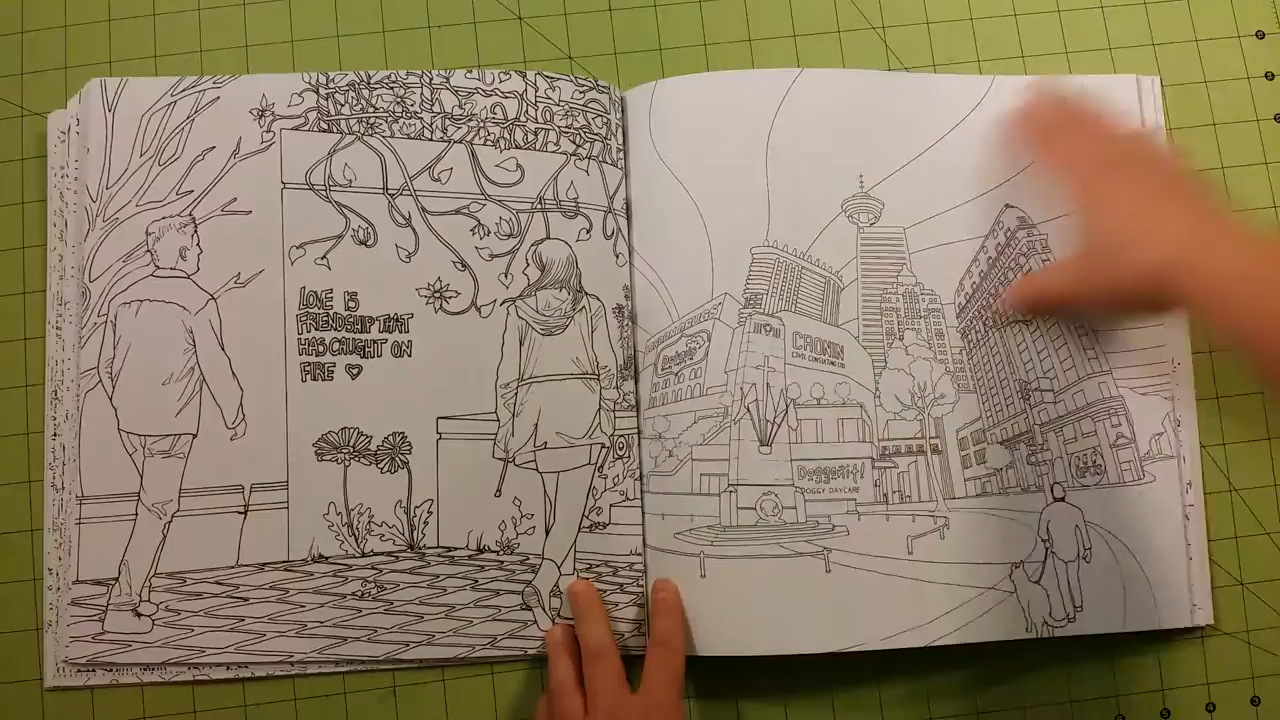 LOVE IS
FRIENDSHIP THAT
HAS CAUGHT ON
FIRE ♡
CRONIN
CIVIL CONSULTING LTD
Doggonit!
DOGGY DAYCARE